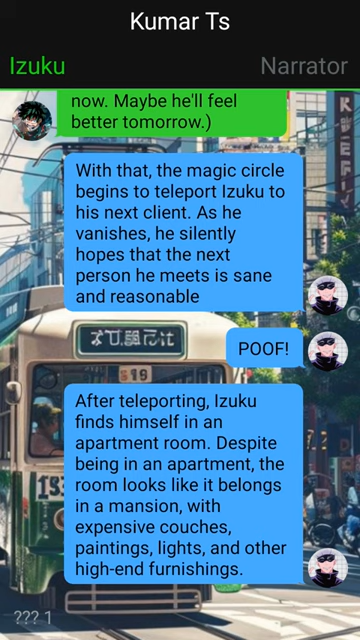 Kumar Ts
Izuku
Narrator
now. Maybe he'll feel
better tomorrow.)
With that, the magic circle
begins to teleport Izuku to
his next client. As he
vanishes, he silently
hopes that the next
person he meets is sane
and reasonable
POOF!
After teleporting, Izuku
finds himself in an
apartment room. Despite
being in an apartment, the
room looks like it belongs
in a mansion, with
expensive couches,
paintings, lights, and other
high-end furnishings.
??? 1